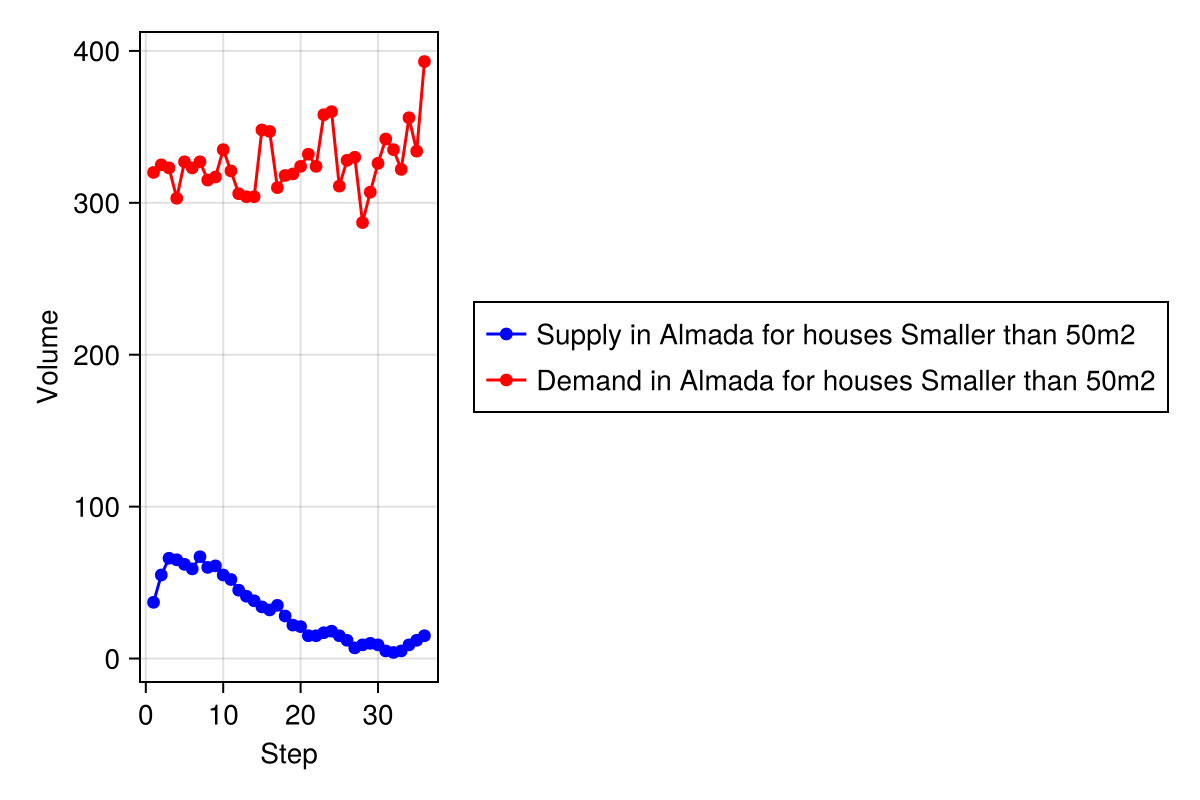 400
300
200
100
0
Volume
0 10 20 30
Step
Supply in Almada for houses Smaller than 50m2
Demand in Almada for houses Smaller than 50m2